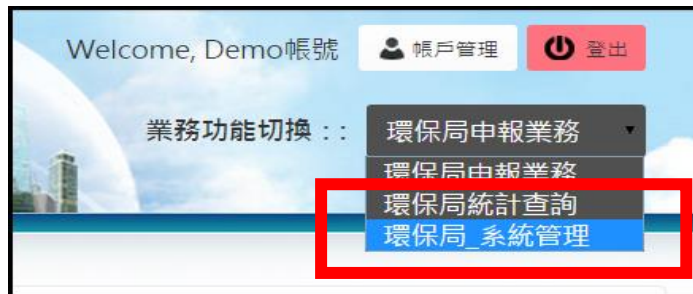 Welcome, Demo帳號 帳戶管理 登出
業務功能切換：: 環保局申報業務
環保局申報業務
環保局統計查詢
環保局_系統管理